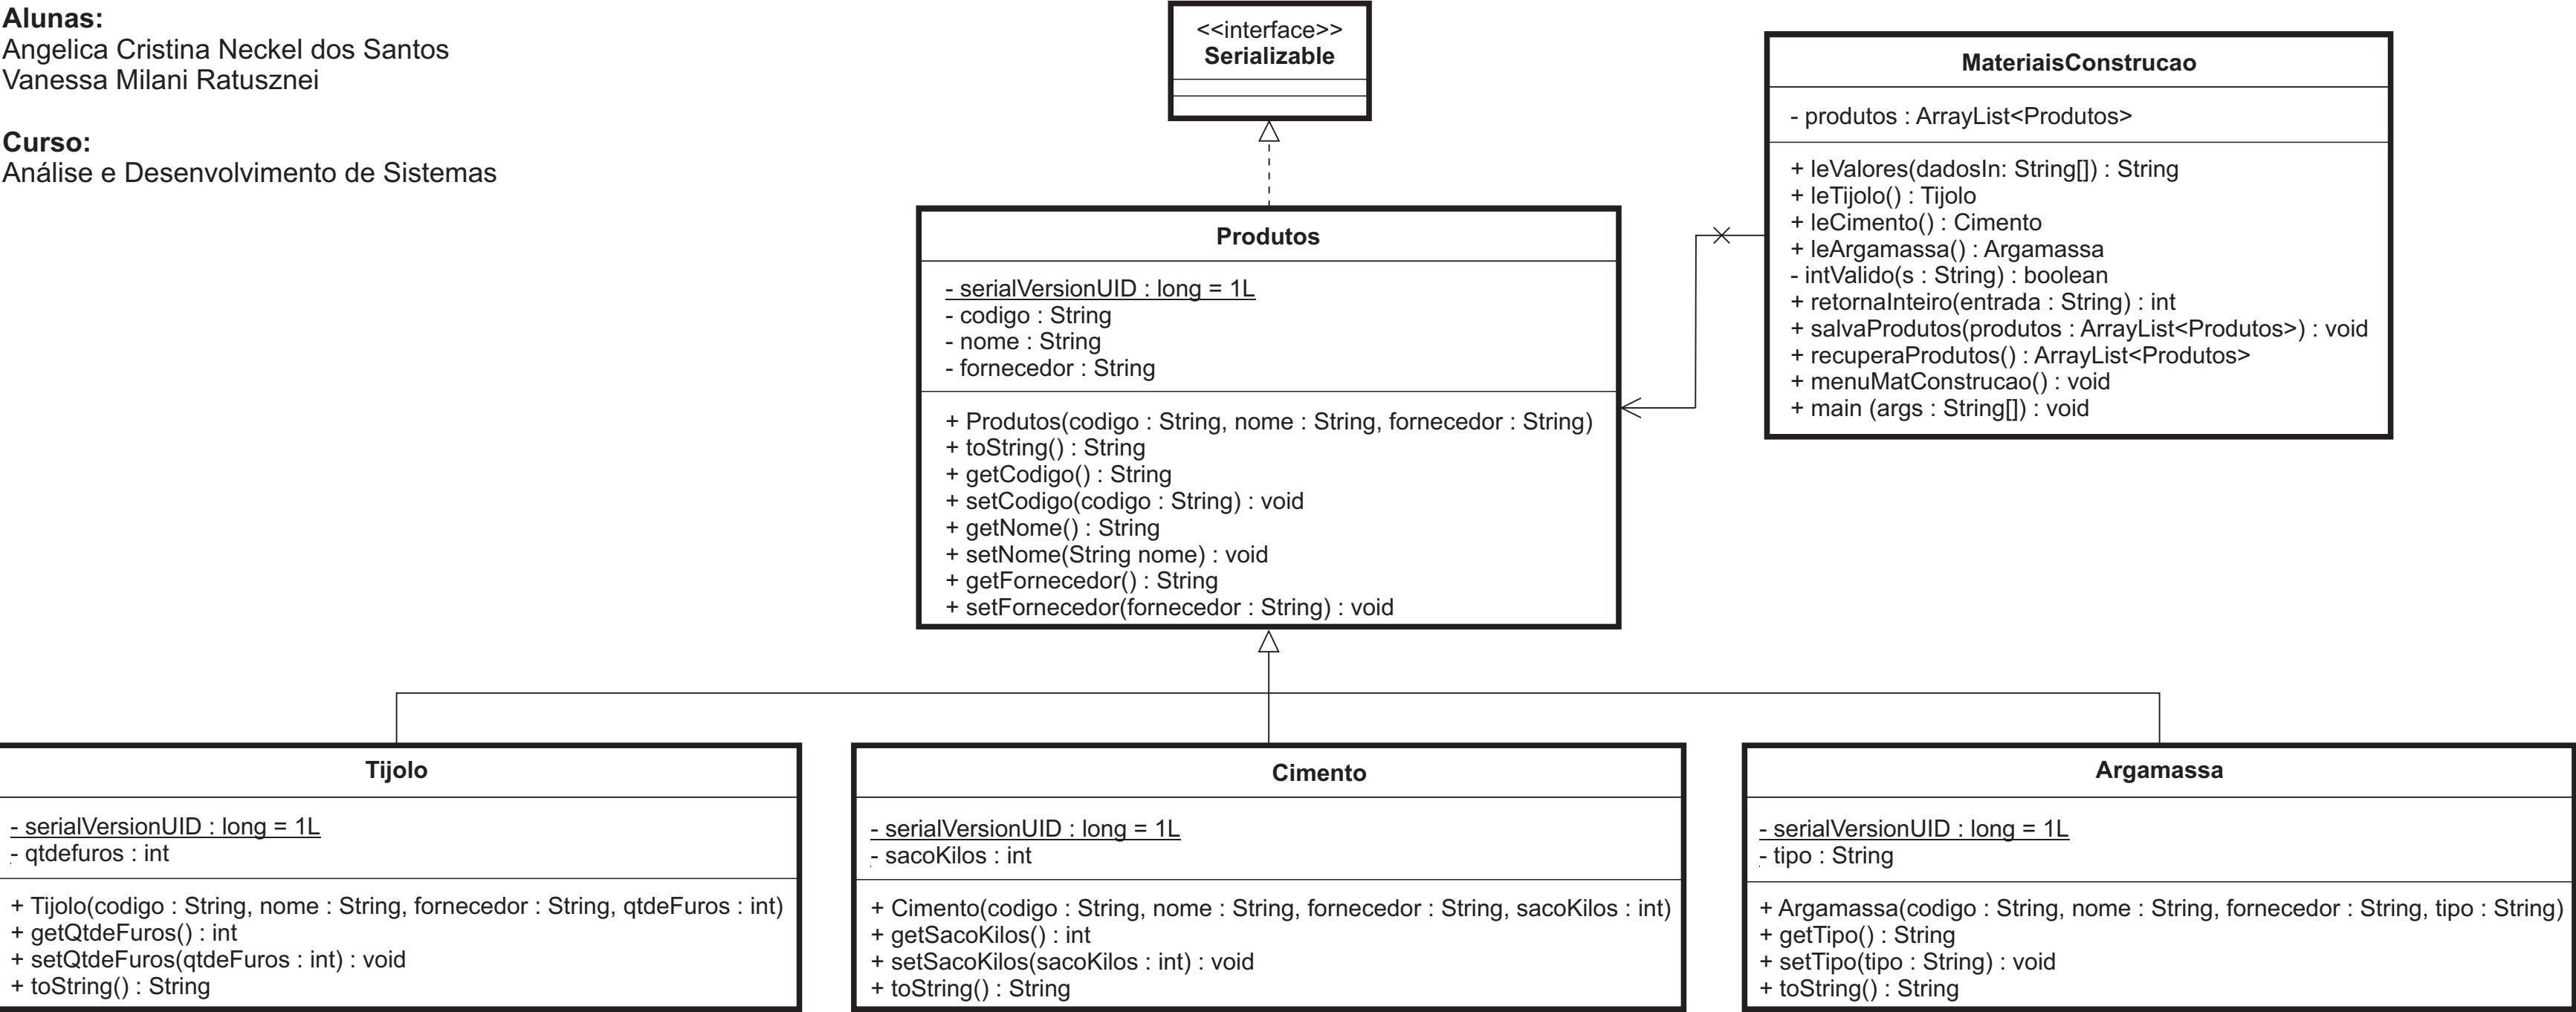 Alunas:
Angelica Cristina Neckel dos Santos
Vanessa Milani Ratusznei
Curso:
Análise e Desenvolvimento de Sistemas
<<interface>>
Serializable
MateriaisConstrucao
- produtos : ArrayList<Produtos>
+ leValores(dadosIn: String[]) : String
+ leTijolo() : Tijolo
+ leCimento() : Cimento
+ leArgamassa() : Argamassa
- intValido(s : String) : boolean
+ retornaInteiro(entrada : String) : int
+ salvaProdutos(produtos : ArrayList<Produtos>) : void
+ recuperaProdutos() : ArrayList<Produtos>
+ menuMatConstrucao() : void
+ main (args : String[]) : void
Produtos
- serialVersionUID : long = 1L
- codigo : String
- nome : String
- fornecedor : String
+ Produtos(codigo : String, nome : String, fornecedor : String)
+ toString() : String
+ getCodigo() : String
+ setCodigo(codigo : String) : void
+ getNome() : String
+ setNome(String nome) : void
+ getFornecedor() : String
+ setFornecedor(fornecedor : String) : void
Tijolo
- serialVersionUID : long = 1L
- qtdefuros : int
+ Tijolo(codigo : String, nome : String, fornecedor : String, qtdeFuros : int)
+ getQtdeFuros() : int
+ setQtdeFuros(qtdeFuros : int) : void
+ toString() : String
Cimento
- serialVersionUID : long = 1L
- sacoKilos : int
+ Cimento(codigo : String, nome : String, fornecedor : String, sacoKilos : int)
+ getSacoKilos() : int
+ setSacoKilos(sacoKilos : int) : void
+ toString() : String
Argamassa
- serialVersionUID : long = 1L
- tipo : String
+ Argamassa(codigo : String, nome : String, fornecedor : String, tipo : String)
+ getTipo() : String
+ setTipo(tipo : String) : void
+ toString() : String